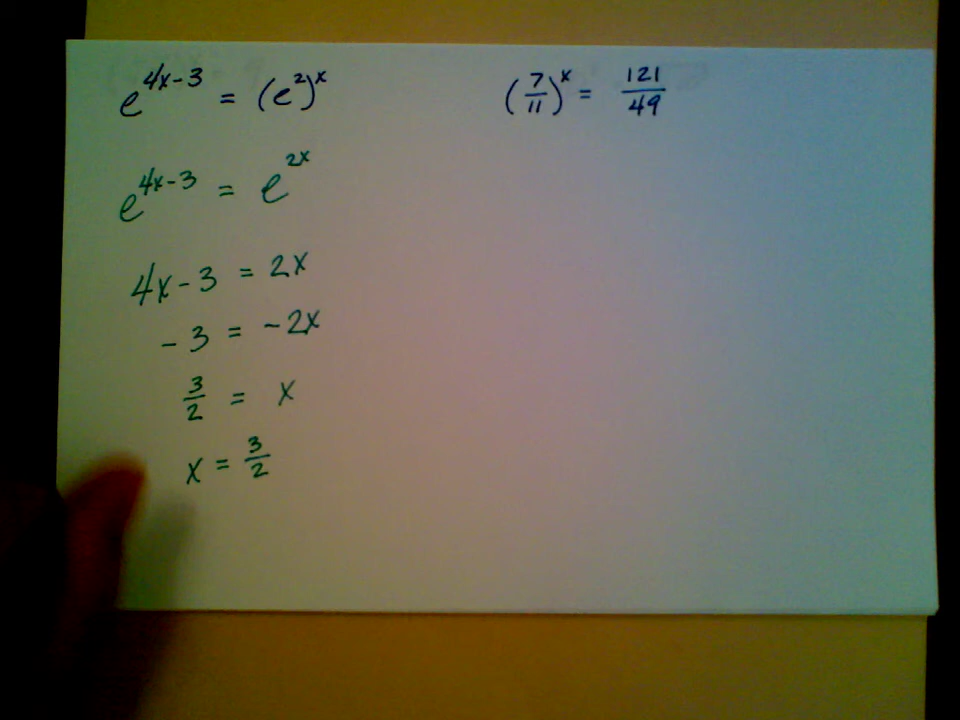 e^{4x-3} = (e^2)^x
e^{4x-3} = e^{2x}
4x-3 = 2x
-3 = -2x
3/2 = x
x = 3/2
(7/11)^x = 121/49